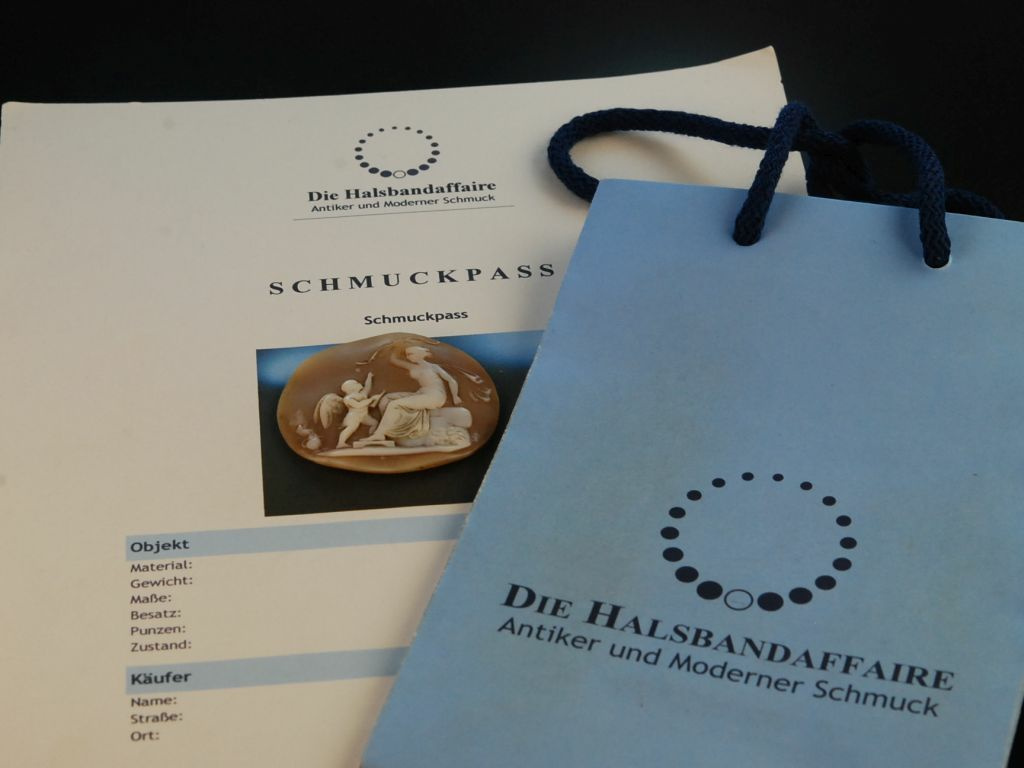 Die Halsbandaffaire
Antiker und Moderner Schmuck
SCHMUCKPASS
Schmuckpass
Objekt
Material:
Gewicht:
Maße:
Besatz:
Punzen:
Zustand:
Käufer
Name:
Straße:
Ort:
DIE HALSBANDAFFAIRE
Antiker und Moderner Schmuck